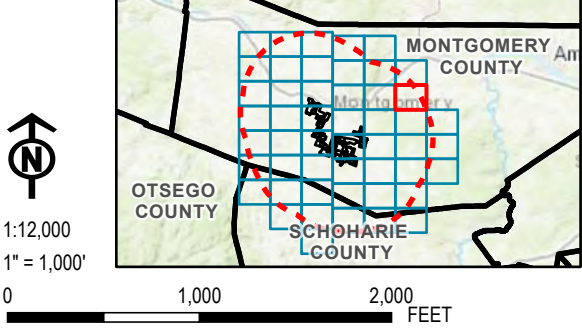 MONTGOMERY
COUNTY
Am
Montgomery
N
OTSEGO
COUNTY
SCHOHARIE
COUNTY
1:12,000
1" = 1,000'
0 1,000 2,000
FEET